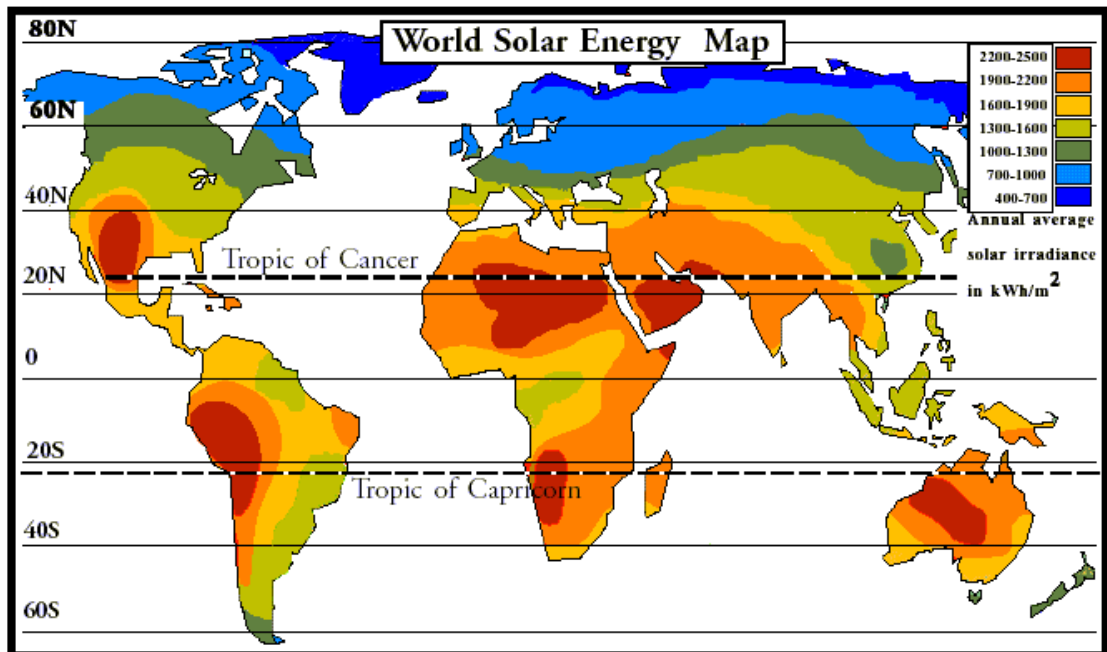 80N
World Solar Energy Map
2200-2500
1900-2200
1600-1900
60N
1300-1600
1000-1300
700-1000
40N
400-700
Annual average
solar irradiance
in kWh/m2
Tropic of Cancer
20N
0
20S
Tropic of Capricorn
40S
60S